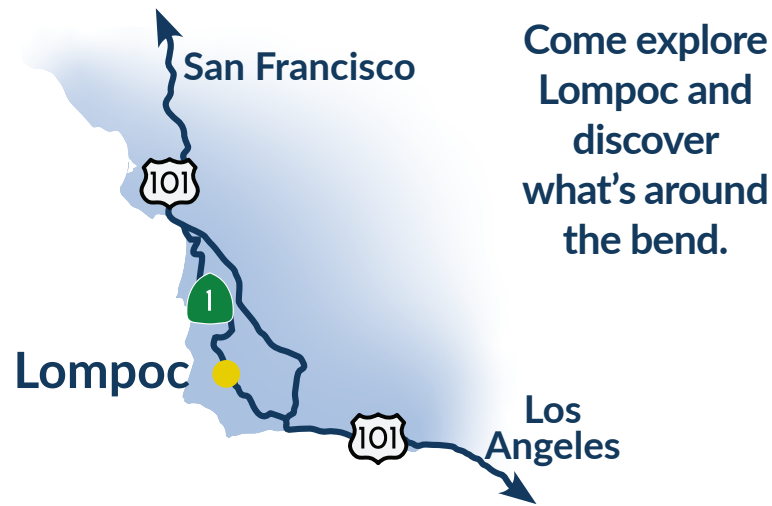 San Francisco
Come explore
Lompoc and
discover
what’s around
the bend.
101
1
Lompoc
101
Los
Angeles